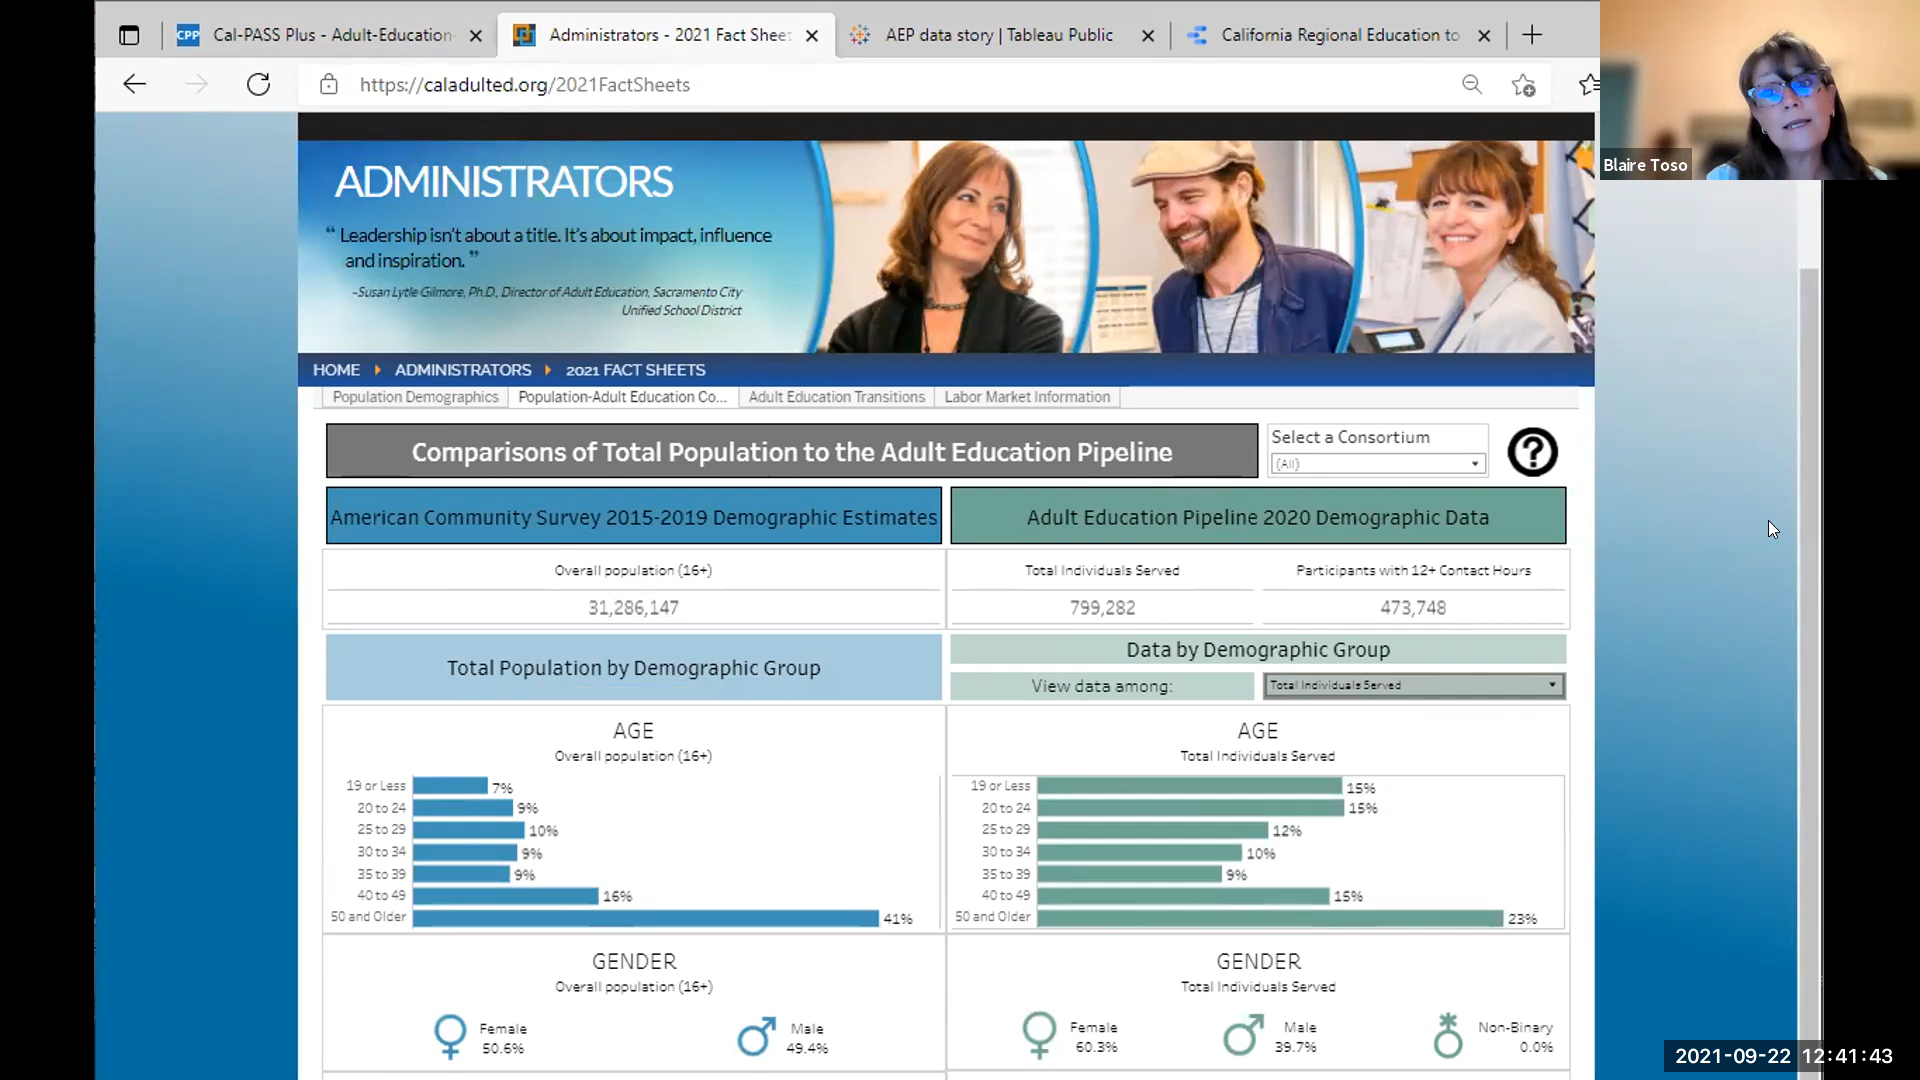 CPP Cal-PASS Plus - Adult-Education
Administrators - 2021 Fact Sheet
AEP data story | Tableau Public
California Regional Education to
https://caladulted.org/2021FactSheets
Blaire Toso
ADMINISTRATORS
“ Leadership isn't about a title. It's about impact, influence
and inspiration. ”
-Susan Lytle Gilmore, Ph.D., Director of Adult Education, Sacramento City
Unified School District
HOME ADMINISTRATORS 2021 FACT SHEETS
Population Demographics Population-Adult Education Co... Adult Education Transitions Labor Market Information
Comparisons of Total Population to the Adult Education Pipeline
Select a Consortium
(All)
?
American Community Survey 2015-2019 Demographic Estimates
Adult Education Pipeline 2020 Demographic Data
Overall population (16+)
31,286,147
Total Individuals Served
799,282
Participants with 12+ Contact Hours
473,748
Total Population by Demographic Group
Data by Demographic Group
View data among:
Total Individuals Served
AGE
Overall population (16+)
19 or Less 7%
20 to 24 9%
25 to 29 10%
30 to 34 9%
35 to 39 9%
40 to 49 16%
50 and Older 41%
AGE
Total Individuals Served
19 or Less 15%
20 to 24 15%
25 to 29 12%
30 to 34 10%
35 to 39 9%
40 to 49 15%
50 and Older 23%
GENDER
Overall population (16+)
Female
50.6%
Male
49.4%
GENDER
Total Individuals Served
Female
60.3%
Male
39.7%
Non-Binary
0.0%
2021-09-22 12:41:43